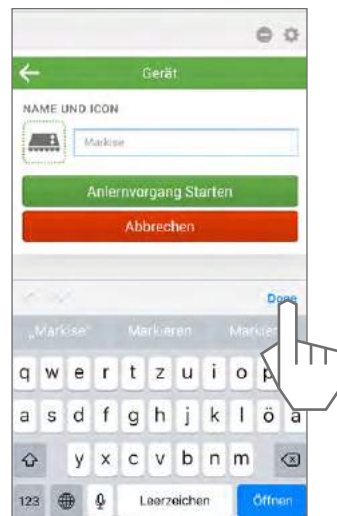 Gerät
NAME UND ICON
Markise
Anlernvorgang Starten
Abbrechen
Done
„Markise“ Markieren
q w e r t z u i o p
a s d f g h j k l ö ä
y x c v b n m
123 Leerzeichen Öffnen